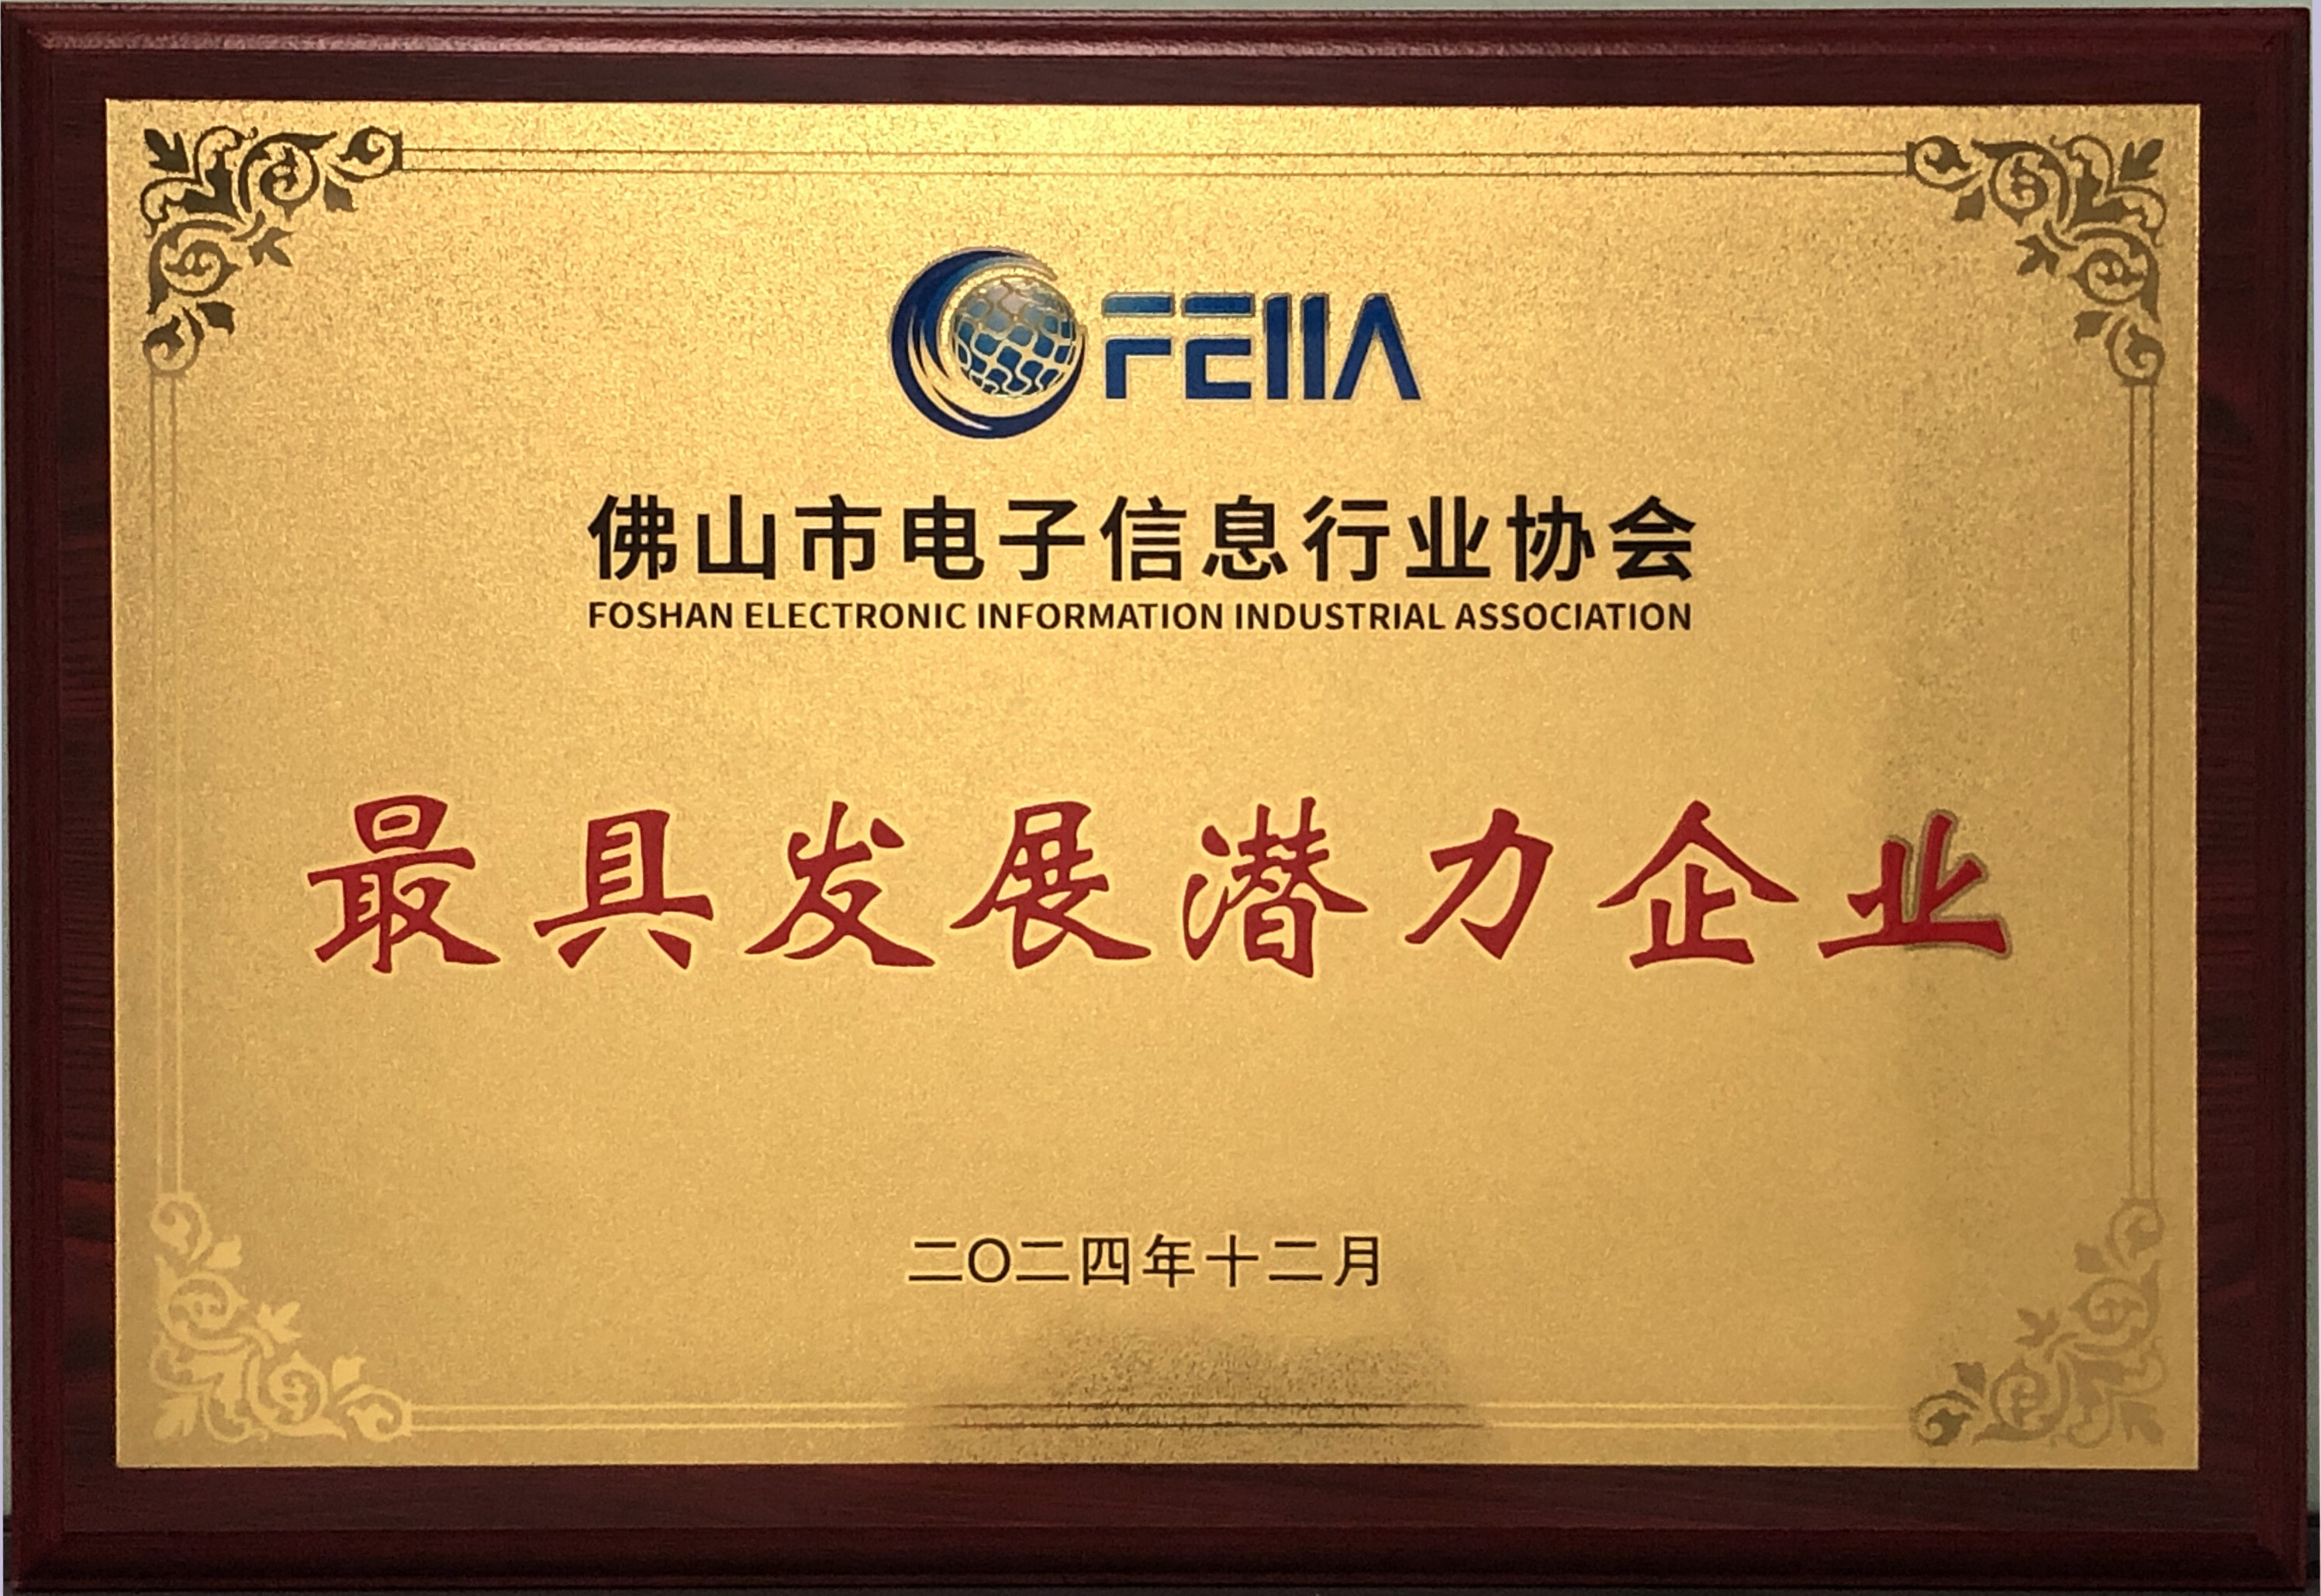 FEIIA
佛山市电子信息行业协会
FOSHAN ELECTRONIC INFORMATION INDUSTRIAL ASSOCIATION
最具发展潜力企业
二〇二四年十二月